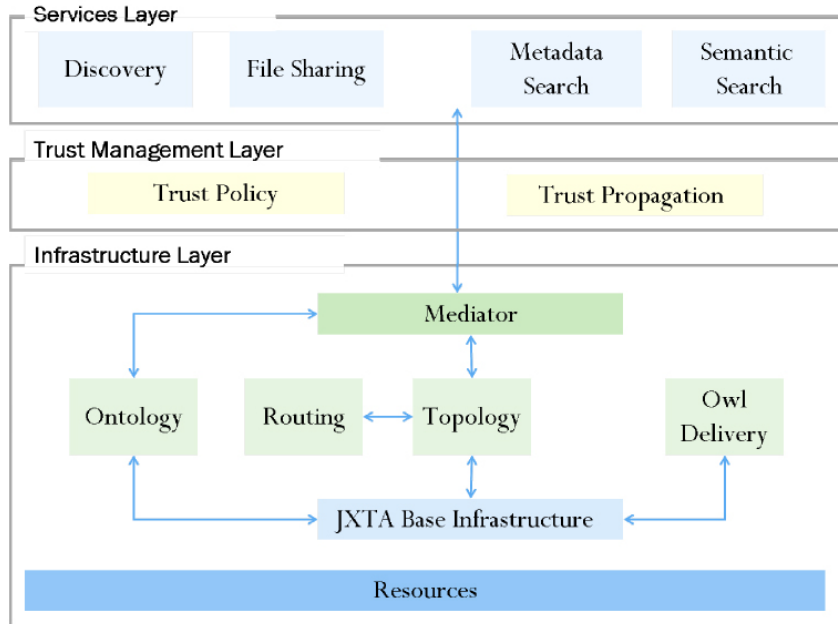 Services Layer
Discovery
File Sharing
Metadata
Search
Semantic
Search
Trust Management Layer
Trust Policy
Trust Propagation
Infrastructure Layer
Mediator
Ontology
Routing
Topology
Owl
Delivery
JXTA Base Infrastructure
Resources